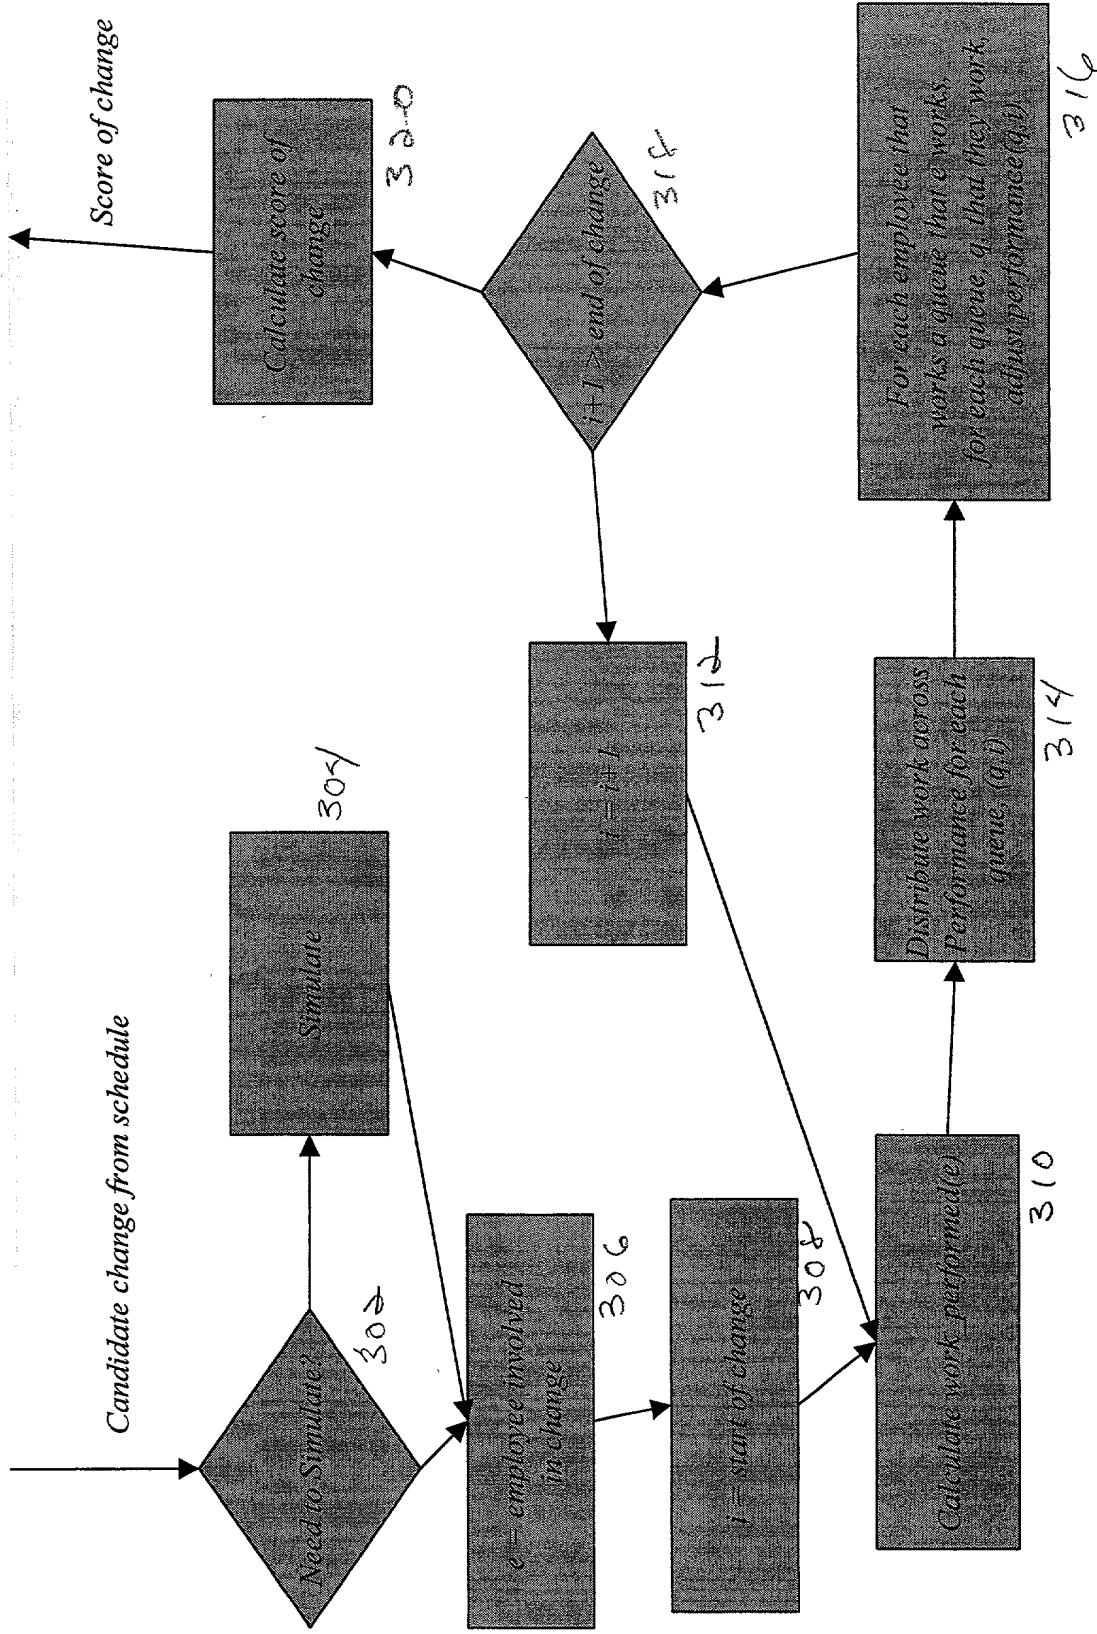 Candidate change from schedule
Need to Simulate?
302
Simulate
304
e = employee involved
in change
306
i = start of change
308
Calculate work performed(e)
310
Distribute work across
Performance for each
queue, (q,i)
314
For each employee that
works a queue that e works,
for each queue, q, that they work,
adjust performance(q,i)
316
i+1 > end of change
318
i = i+1
312
Calculate score of
change
320
Score of change